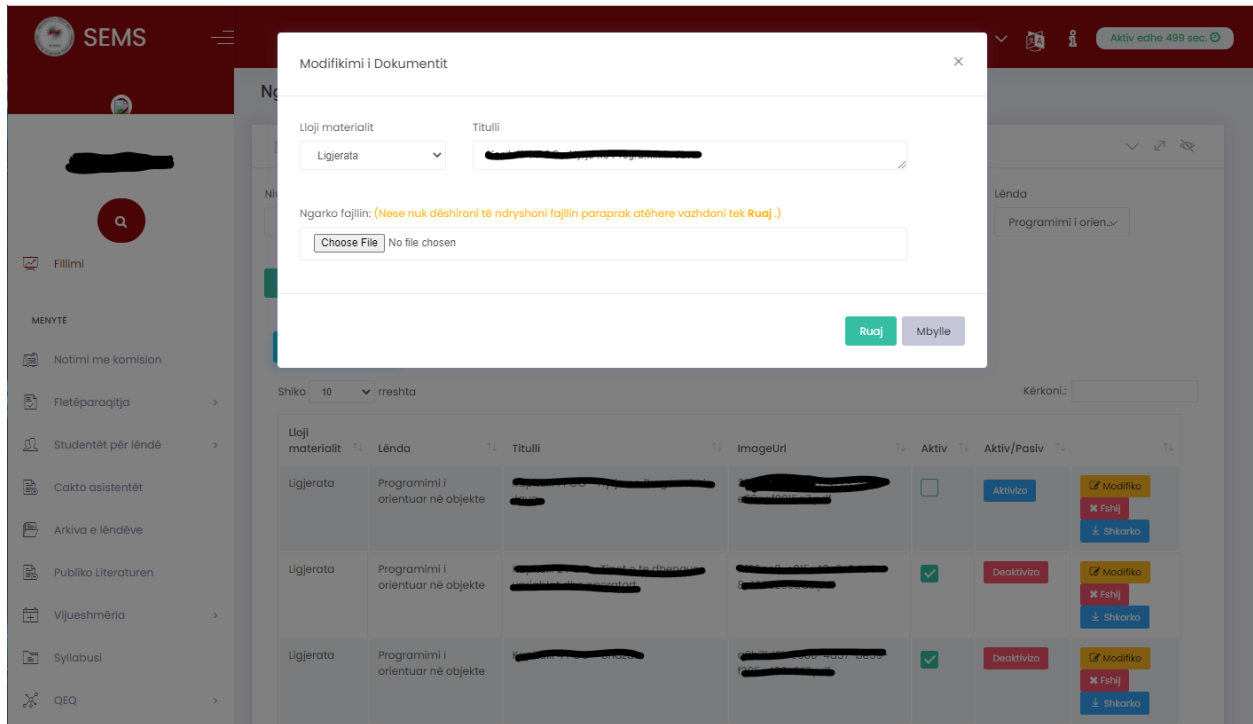 SEMS
Aktiv edhe 499 sec.
Modifikimi i Dokumentit
Lloji materialit
Titulli
Ligjerata
Lënda
Ngarko fajllin: (Nese nuk dëshironi të ndryshoni fajllin paraprak atëhere vazhdoni tek Ruaj .)
Programimi i orien...
Choose File No file chosen
Fillimi
MENYTË
Ruaj Mbylle
Notimi me komision
Shiko 10 rreshta
Kërkoni.:
Fletëparaqitja
Studentët për lëndë
Lloji
materialit Lënda Titulli ImageUrl Aktiv Aktiv/Pasiv
Cakto asistentët
Ligjerata Programimi i
orientuar në objekte
Aktivizo
Modifiko
Fshij
Shkarko
Arkiva e lëndëve
Publiko Literaturen
Ligjerata Programimi i
orientuar në objekte
Deaktivizo
Modifiko
Fshij
Shkarko
Vijueshmëria
Syllabusi
Ligjerata Programimi i
orientuar në objekte
Deaktivizo
Modifiko
Fshij
Shkarko
QEQ